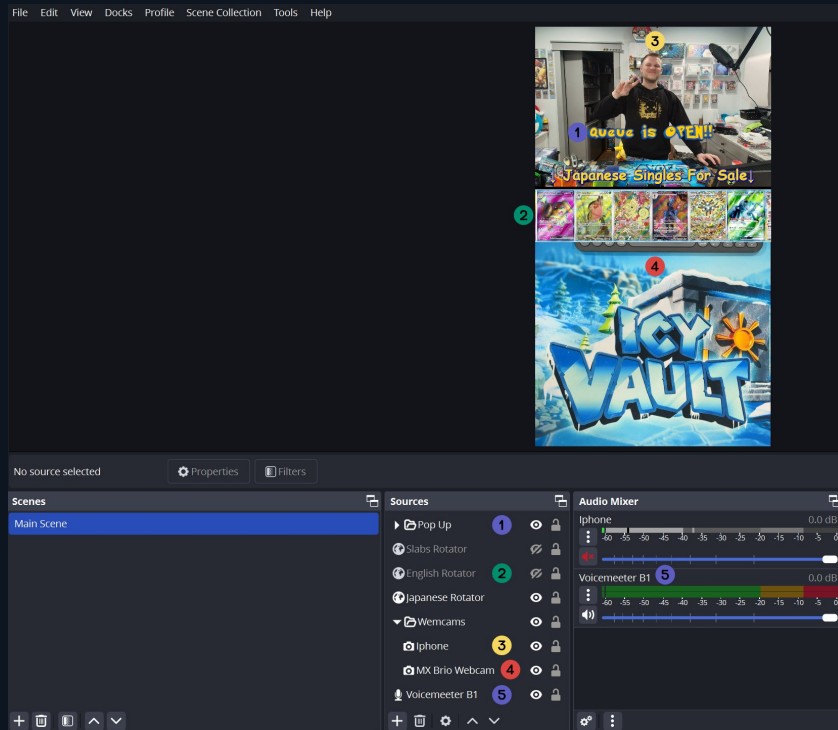 File Edit View Docks Profile Scene Collection Tools Help
3
1 Queue is OPEN!!
↓Japanese Singles For Sale↓
2
4
ICY
VAULT
No source selected
Properties
Filters
Scenes
Main Scene
Sources
Pop Up 1
Slabs Rotator
English Rotator 2
Japanese Rotator
Wemcams
Iphone 3
MX Brio Webcam 4
Voicemeeter B1 5
Audio Mixer
Iphone 0.0 dB
-60 -55 -50 -45 -40 -35 -30 -25 -20 -15 -10 -5 0
Voicemeeter B1 5 0.0 dB
-60 -55 -50 -45 -40 -35 -30 -25 -20 -15 -10 -5 0